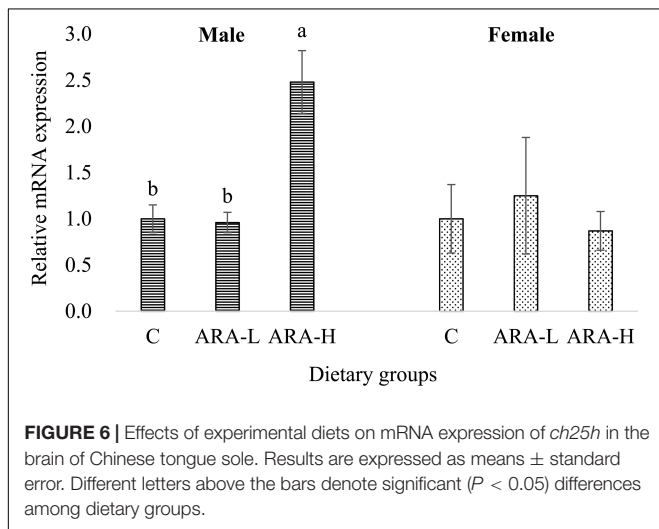 3.0
Male
Female
a
2.5
2.0
Relative mRNA expression
1.5
b
b
1.0
0.5
0.0
C ARA-L ARA-H
C ARA-L ARA-H
Dietary groups
FIGURE 6 | Effects of experimental diets on mRNA expression of ch25h in the
brain of Chinese tongue sole. Results are expressed as means ± standard
error. Different letters above the bars denote significant (P < 0.05) differences
among dietary groups.